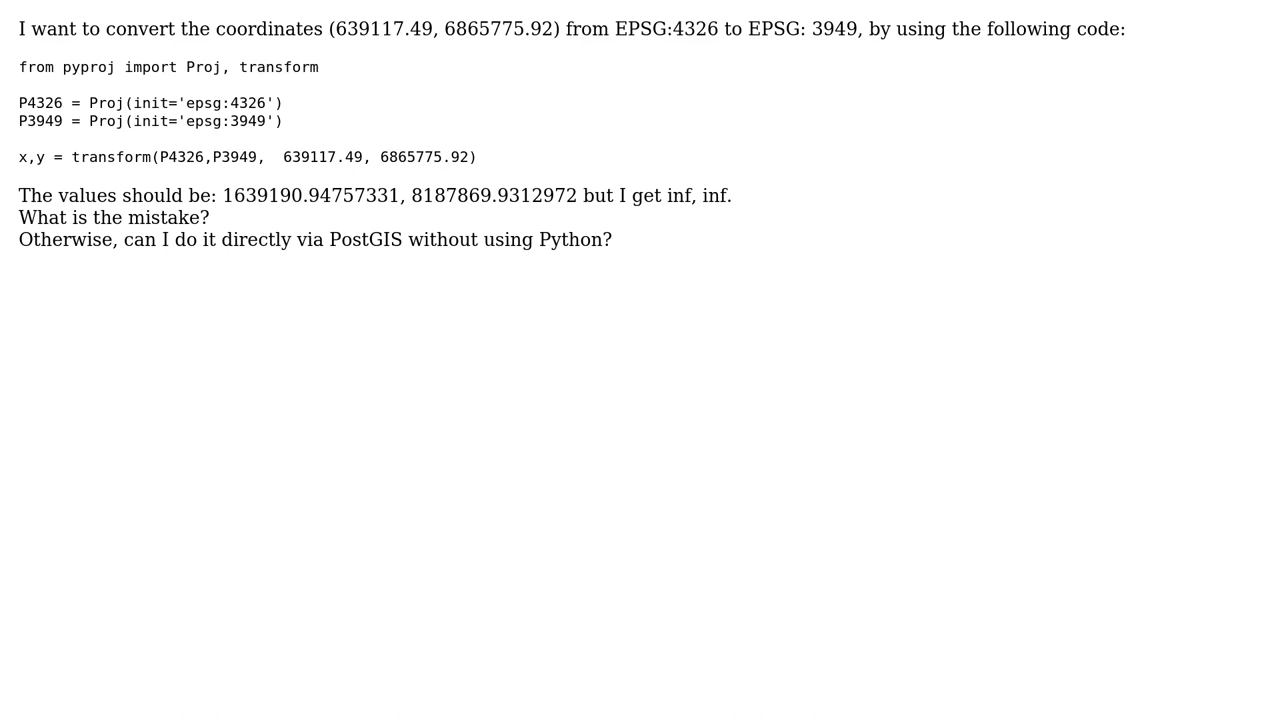 I want to convert the coordinates (639117.49, 6865775.92) from EPSG:4326 to EPSG: 3949, by using the following code:
from pyproj import Proj, transform
P4326 = Proj(init='epsg:4326')
P3949 = Proj(init='epsg:3949')
x,y = transform(P4326,P3949,  639117.49, 6865775.92)
The values should be: 1639190.94757331, 8187869.9312972 but I get inf, inf.
What is the mistake?
Otherwise, can I do it directly via PostGIS without using Python?